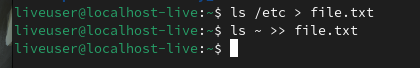 liveuser@localhost-live:~$ ls /etc > file.txt
liveuser@localhost-live:~$ ls ~ >> file.txt
liveuser@localhost-live:~$